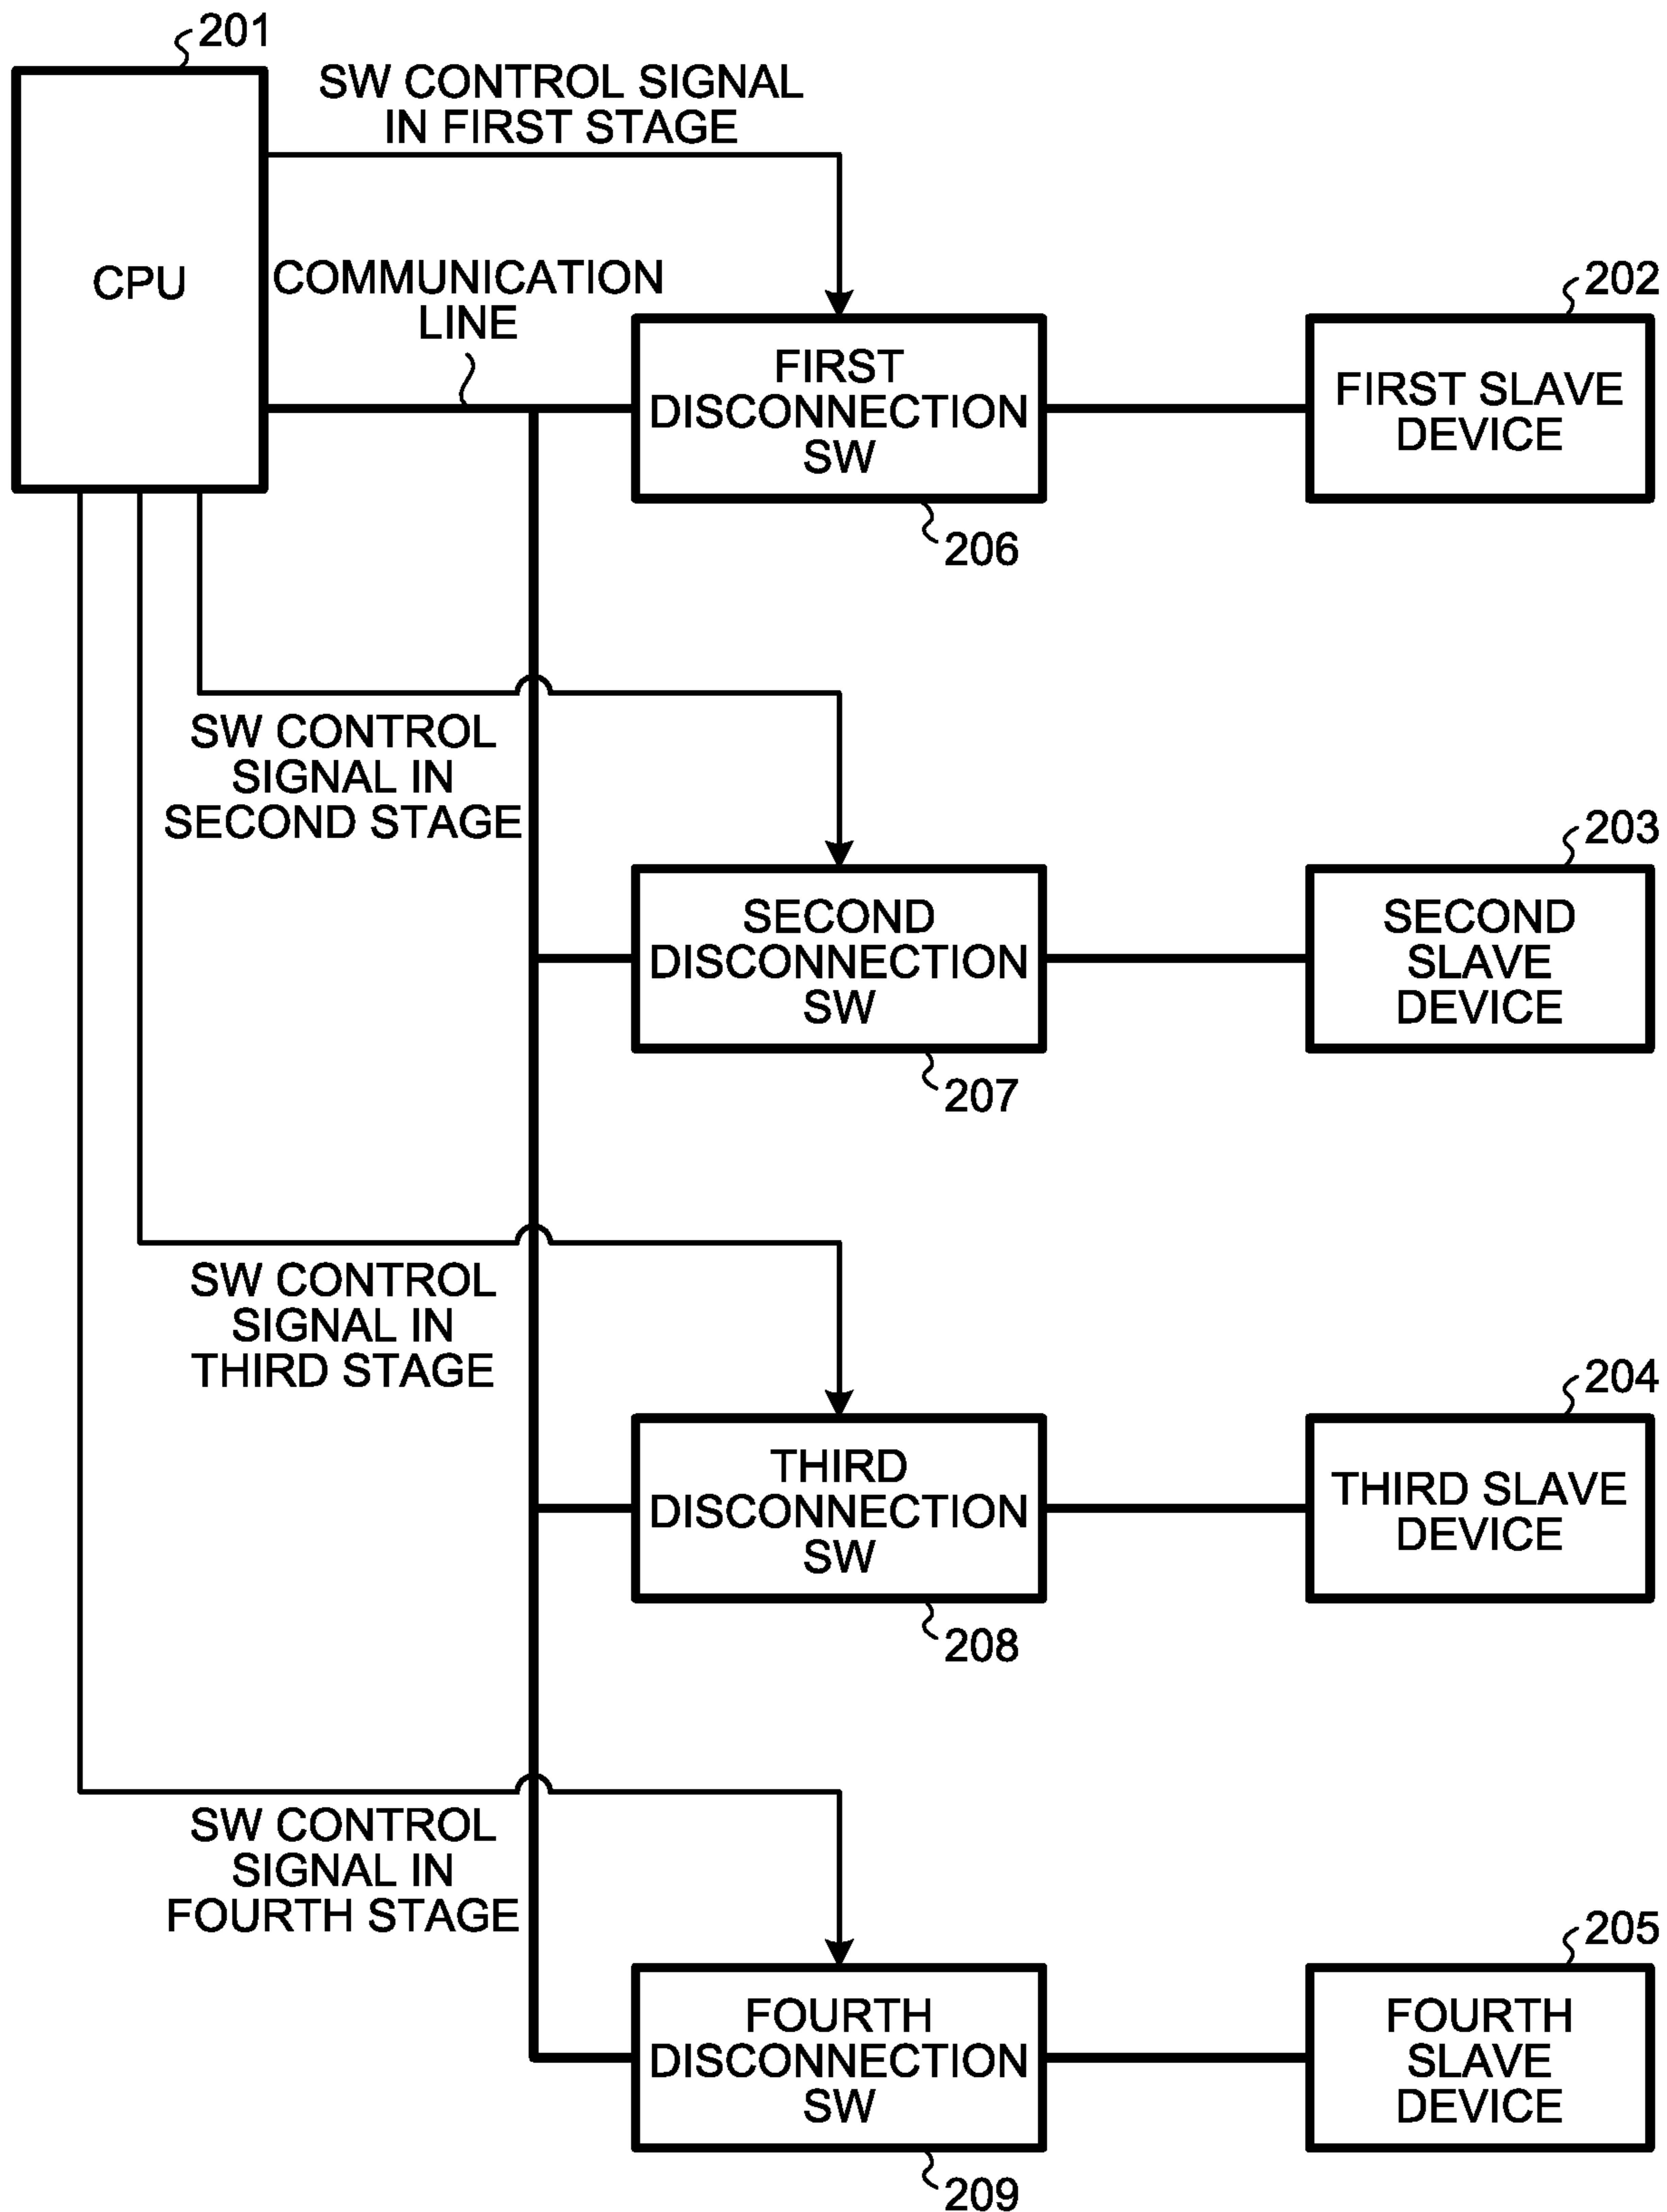 201
SW CONTROL SIGNAL
IN FIRST STAGE
CPU
COMMUNICATION
LINE
FIRST
DISCONNECTION
SW
206
202
FIRST SLAVE
DEVICE
SW CONTROL
SIGNAL IN
SECOND STAGE
SECOND
DISCONNECTION
SW
207
203
SECOND
SLAVE
DEVICE
SW CONTROL
SIGNAL IN
THIRD STAGE
THIRD
DISCONNECTION
SW
208
204
THIRD SLAVE
DEVICE
SW CONTROL
SIGNAL IN
FOURTH STAGE
FOURTH
DISCONNECTION
SW
209
205
FOURTH
SLAVE
DEVICE